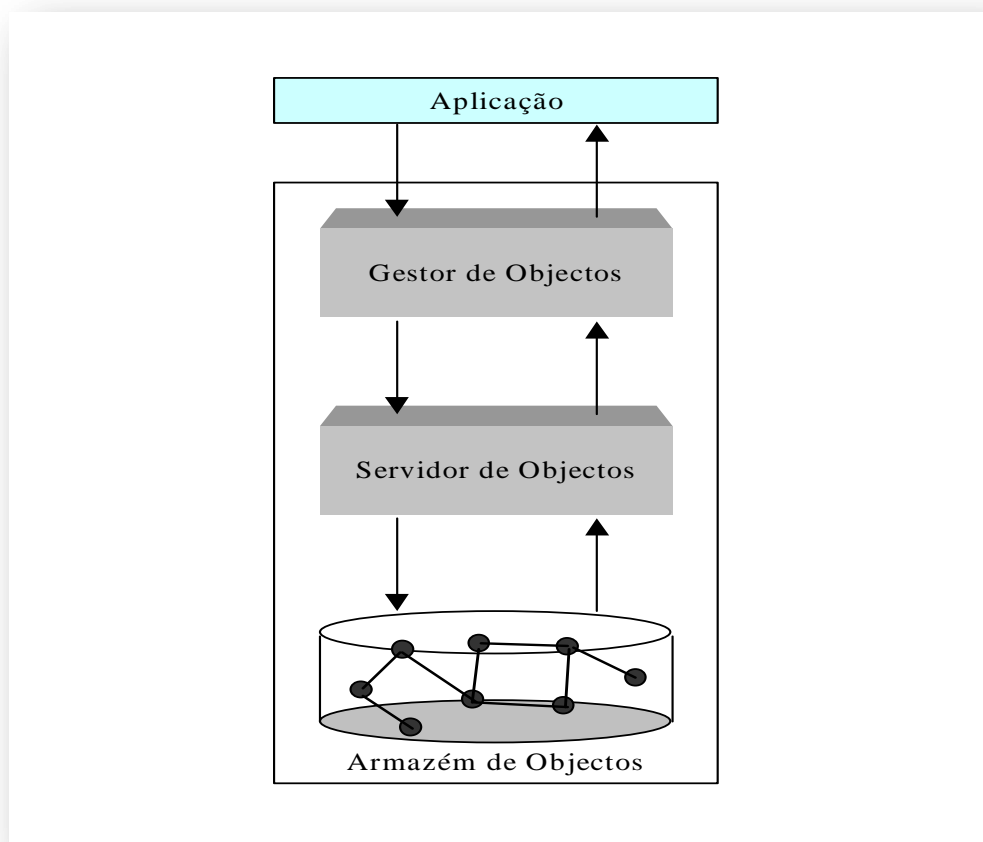 Aplicação
Gestor de Objectos
Servidor de Objectos
Armazém de Objectos